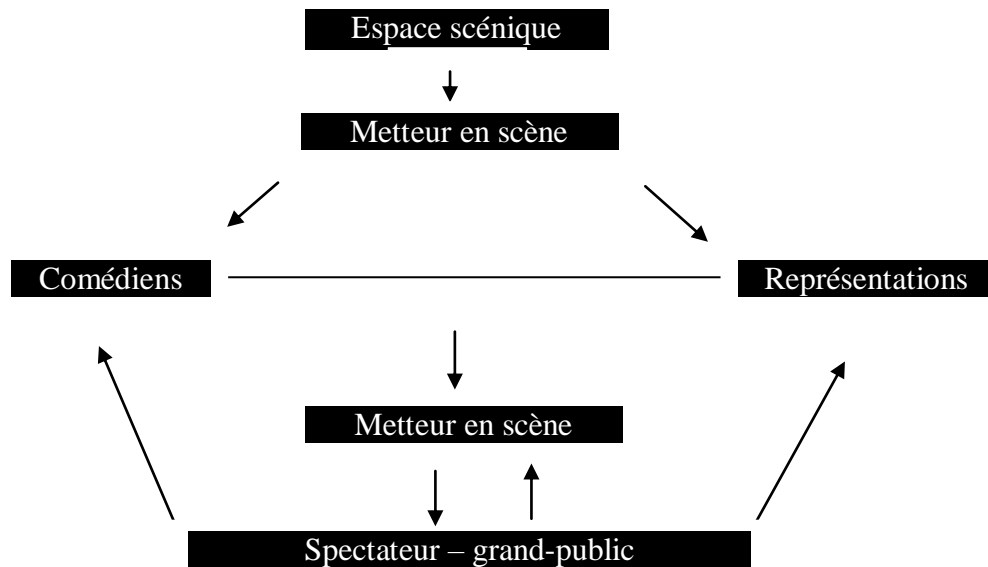 Espace scénique
Metteur en scène
Comédiens
Représentations
Metteur en scène
Spectateur – grand-public